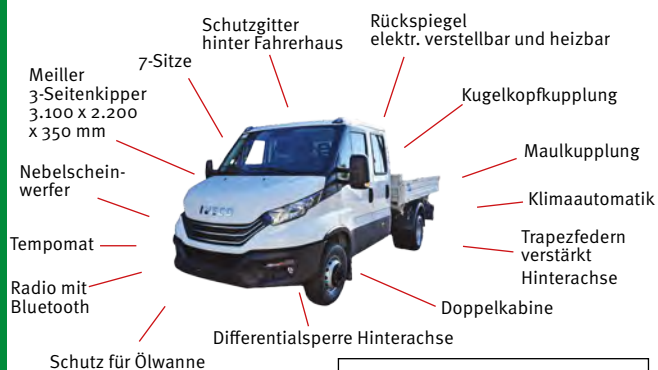 Schutzgitter
hinter Fahrerhaus
Rückspiegel
elektr. verstellbar und heizbar
7-Sitze
Meiller
3-Seitenkipper
3.100 x 2.200
x 350 mm
Kugelkopfkupplung
Maulkupplung
Nebelschein-
werfer
Klimaautomatik
IVECO
Tempomat
Trapezfedern
verstärkt
Hinterachse
Radio mit
Bluetooth
Doppelkabine
Differentialsperre Hinterachse
Schutz für Ölwanne